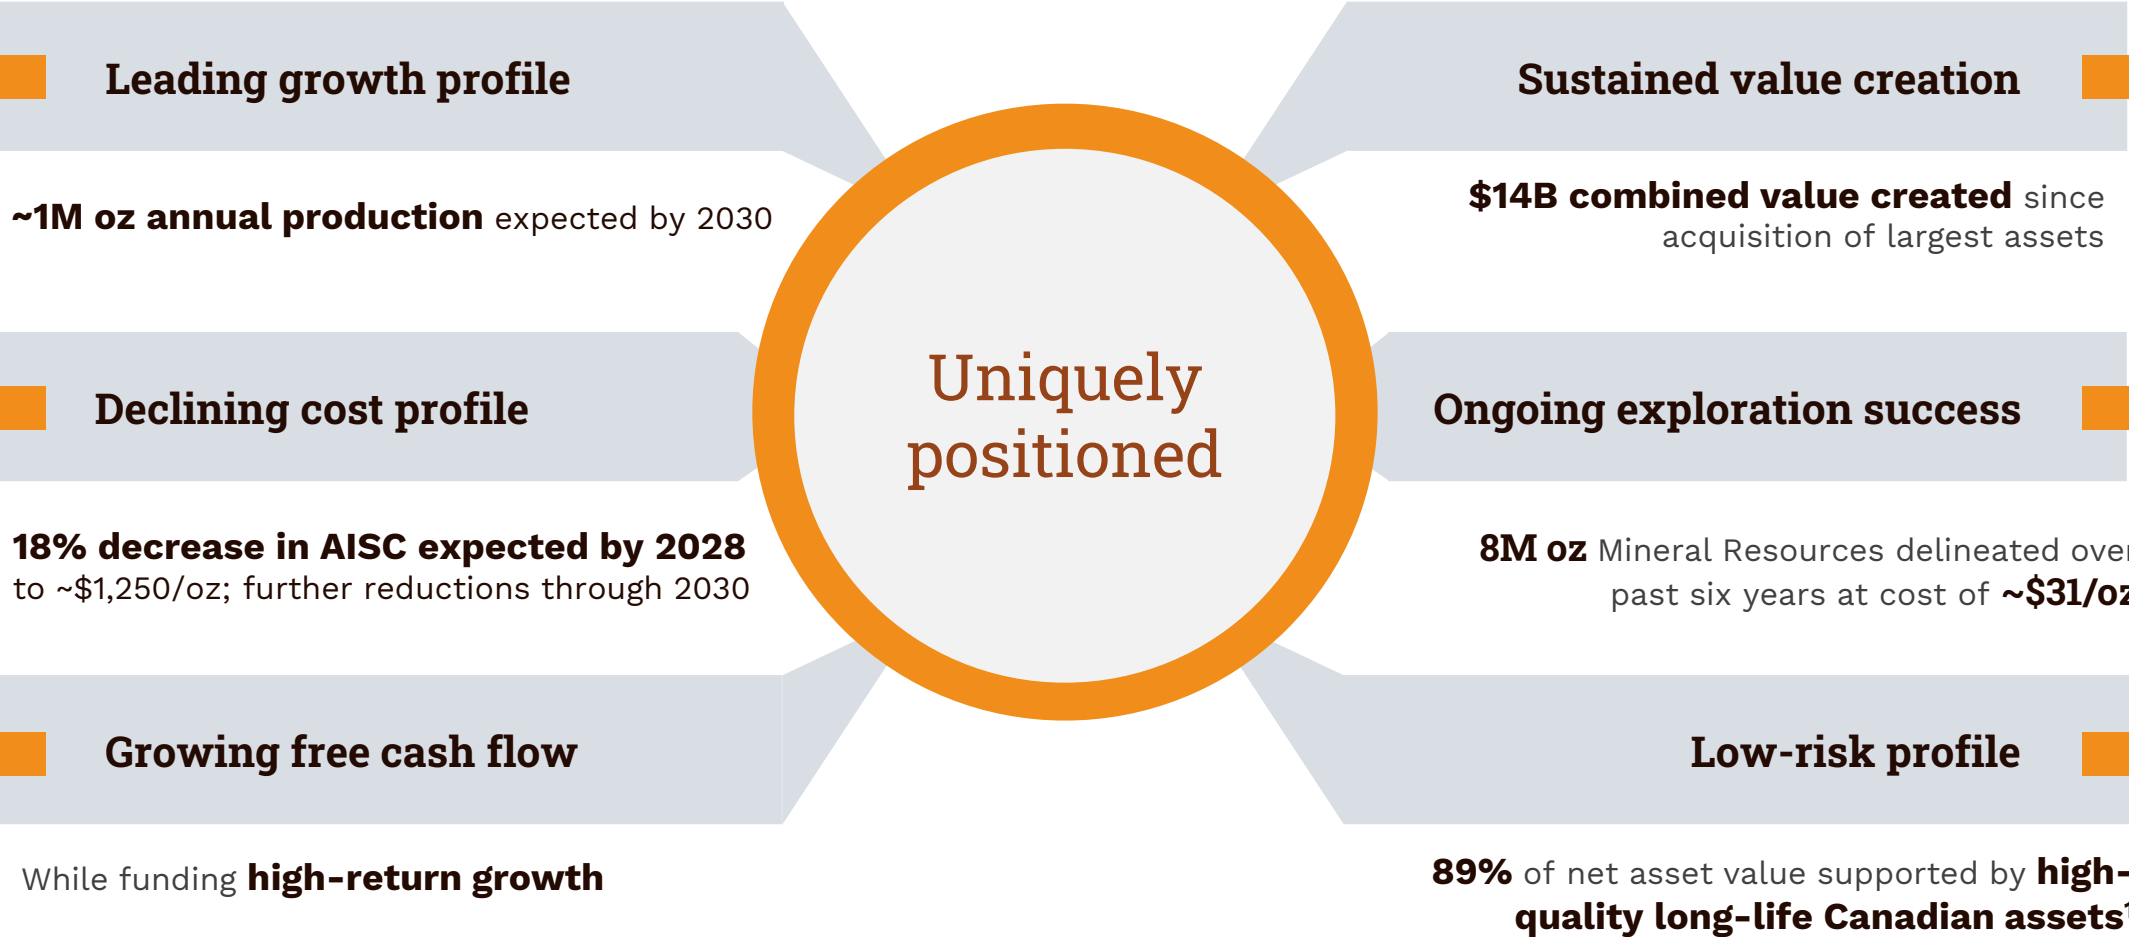 Leading growth profile
~1M oz annual production expected by 2030
Declining cost profile
18% decrease in AISC expected by 2028
to ~$1,250/oz; further reductions through 2030
Growing free cash flow
While funding high-return growth
Uniquely
positioned
Sustained value creation
$14B combined value created since
acquisition of largest assets
Ongoing exploration success
8M oz Mineral Resources delineated over
past six years at cost of ~$31/oz
Low-risk profile
89% of net asset value supported by high-
quality long-life Canadian assets¹